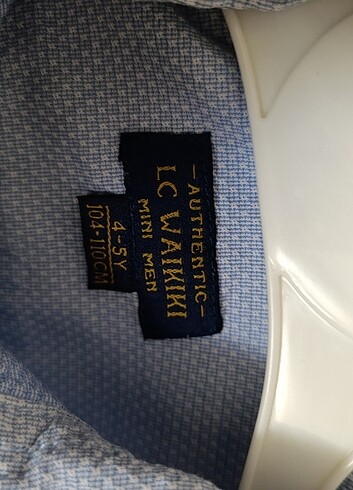 -AUTHENTIC-
LC WAIKIKI
MINI MEN
4-5Y
104-110CM